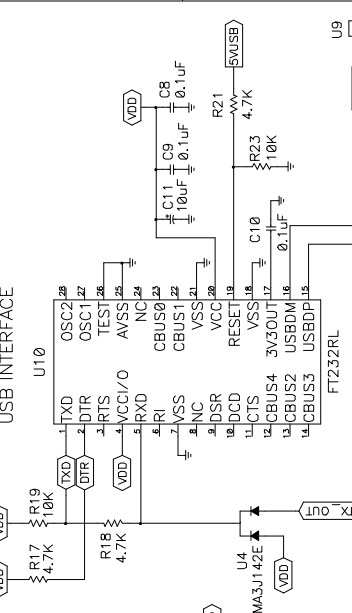 U9
5VUSB
R21
4.7K
R23
10K
VDD
C8
0.1uF
C9
0.1uF
C11
10uF
C10
0.1uF
USB INTERFACE
U10
FT232RL
28
27
26
25
24
23
22
21
20
19
18
17
16
15
OSC2
OSC1
TEST
AVSS
NC
CBUS0
CBUS1
VSS
VCC
RESET
VSS
3V3OUT
USBDM
USBDP
TXD
DTR
RTS
VCCI/O
RXD
RI
VSS
NC
DSR
DCD
CTS
CBUS4
CBUS2
CBUS3
1
2
3
4
5
6
7
8
9
10
11
12
13
14
TXD
DTR
VDD
VDD
R19
10K
VDD
R17
4.7K
R18
4.7K
U4
MA3J142E
VDD
TX_OUT